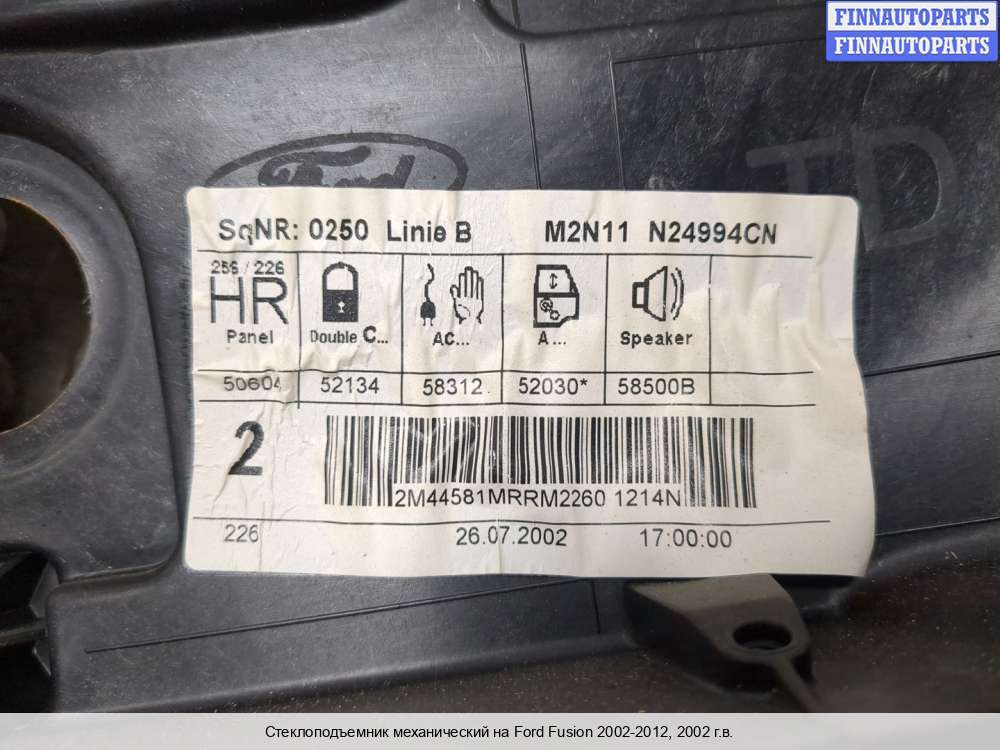 FINNAUTOPARTS
FINNAUTOPARTS
TD
Ford
SqNR: 0250 Linie B M2N11 N24994CN
256 / 226
HR
Panel Double C... AC... A ... Speaker
50604 52134 58312 52030* 58500B
2
2M44581MRRM2260 1214N
226 26.07.2002 17:00:00
Стеклоподъемник механический на Ford Fusion 2002-2012, 2002 г.в.